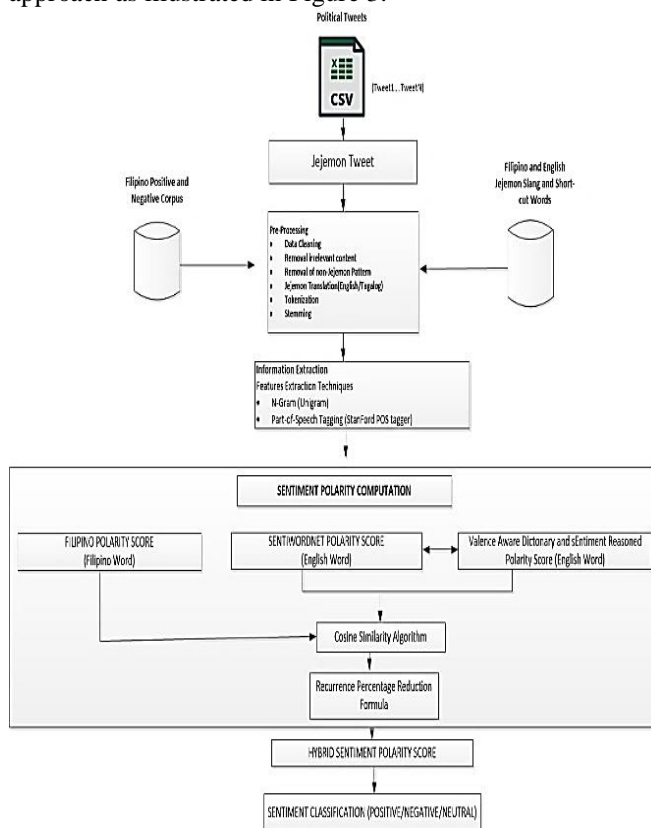 approach as illustrated in Figure 3.
Political Tweets
X
CSV
Jejemon Tweet
Filipino Positive and
Negative Corpus
Filipino and English
Jejemon Slang and Short-
cut Words
Pre-Processing
• Data Cleaning
• Removal irrelevant content
• Removal of non-Jejemon Pattern
• Jejemon Translation(English/Tagalog)
• Tokenization
• Stemming
Information Extraction
Features Extraction Techniques
• N-Gram (Unigram)
• Part-of-Speech Tagging (StanFord POS tagger)
SENTIMENT POLARITY COMPUTATION
FILIPINO POLARITY SCORE
(Filipino Word)
SENTIWORDNET POLARITY SCORE
(English Word)
Valence Aware Dictonary and sEntiment Reasoned
Polarity Score (English Word)
Cosine Similarity Algorithm
Recurrence Percentage Reduction
Formula
HYBRID SENTIMENT POLARITY SCORE
SENTIMENT CLASSIFICATION (POSITIVE/NEGATIVE/NEUTRAL)